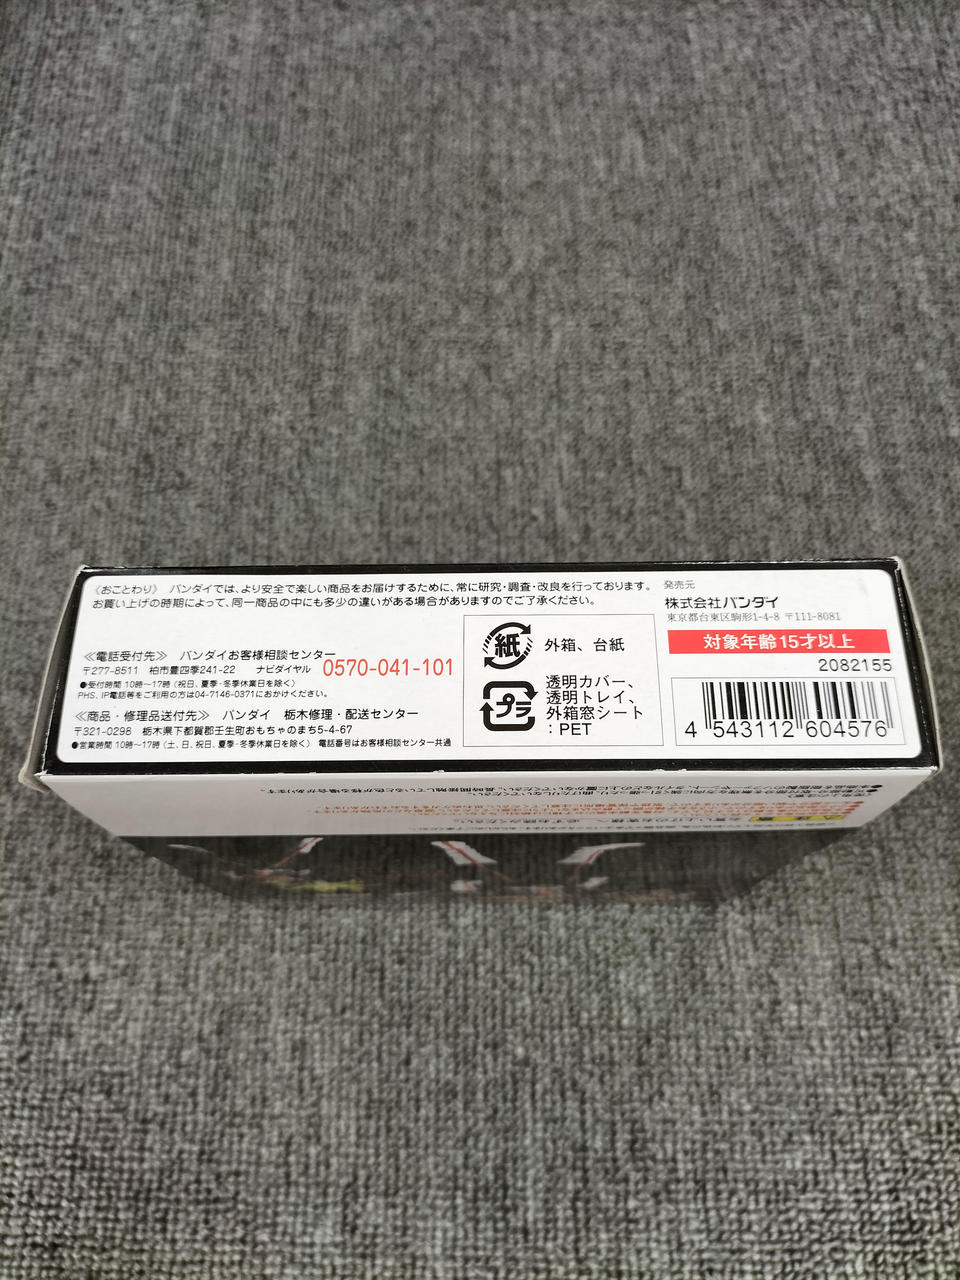 《おことわり》 バンダイでは、より安全で楽しい商品をお届けするために、常に研究・調査・改良を行っております。
お買い上げの時期によって、同一商品の中にも多少の違いがある場合がありますのでご了承ください。
≪電話受付先≫ バンダイお客様相談センター
〒277-8511 柏市豊四季241-22 ナビダイヤル 0570-041-101
●受付時間 10時～17時 (祝日、夏季・冬季休業日を除く)
PHS、IP電話等をご利用の方は04-7146-0371におかけください。
≪商品・修理品送付先≫ バンダイ 栃木修理・配送センター
〒321-0298 栃木県下都賀郡壬生町おもちゃのまち5-4-67
●営業時間 10時～17時 (土、日、祝日、夏季・冬季休業日を除く) 電話番号はお客様相談センター共通
紙
外箱、台紙
プラ
透明カバー、
透明トレイ、
外箱窓シート
：PET
発売元
株式会社バンダイ
東京都台東区駒形1-4-8 〒111-8081
対象年齢15才以上
2082155
4 543112 604576